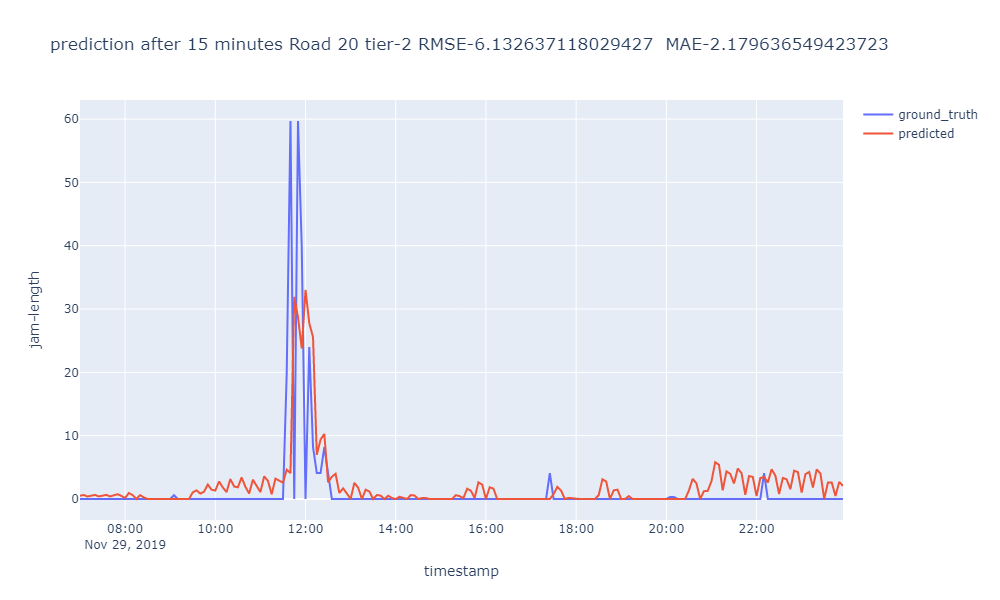 prediction after 15 minutes Road 20 tier-2 RMSE-6.132637118029427  MAE-2.179636549423723
ground_truth
predicted
60
50
40
30
20
10
0
jam-length
08:00 10:00 12:00 14:00 16:00 18:00 20:00 22:00
Nov 29, 2019
timestamp